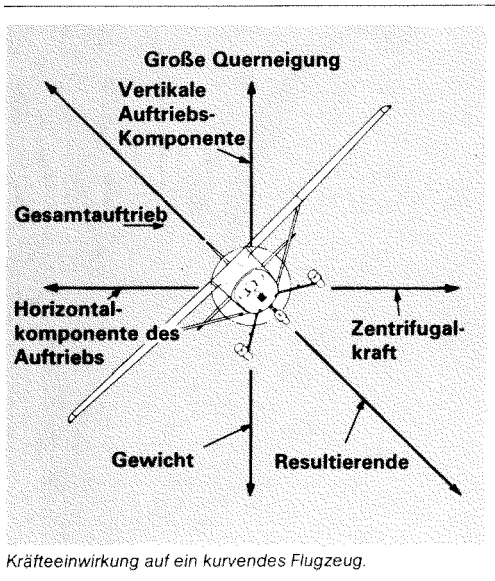 Große Querneigung
Vertikale
Auftriebs-
Komponente
Gesamtauftrieb
Horizontal-
komponente des
Auftriebs
Zentrifugal-
kraft
Gewicht
Resultierende
Kräfteeinwirkung auf ein kurvendes Flugzeug.